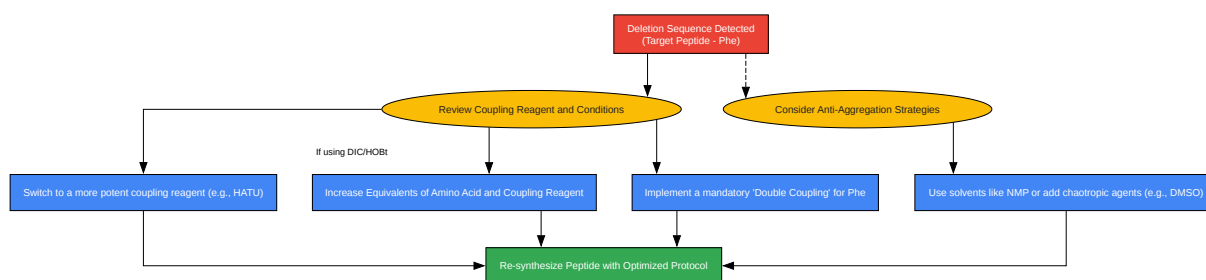 Deletion Sequence Detected
(Target Peptide - Phe)
Review Coupling Reagent and Conditions
Consider Anti-Aggregation Strategies
If using DIC/HOBt
Switch to a more potent coupling reagent (e.g., HATU)
Increase Equivalents of Amino Acid and Coupling Reagent
Implement a mandatory 'Double Coupling' for Phe
Use solvents like NMP or add chaotropic agents (e.g., DMSO)
Re-synthesize Peptide with Optimized Protocol